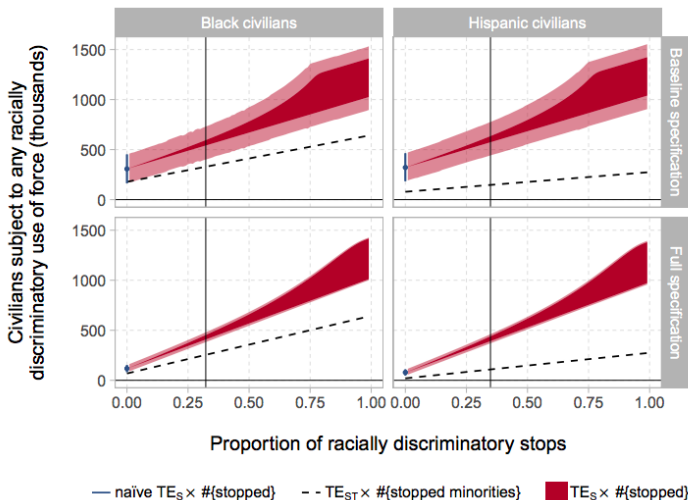 Black civilians
Hispanic civilians
Civilians subject to any racially
discriminatory use of force (thousands)
1500
1000
500
0
Baseline specification
1500
1000
500
0
Full specification
0.00 0.25 0.50 0.75 1.00 0.00 0.25 0.50 0.75 1.00
Proportion of racially discriminatory stops
naïve TES × #{stopped} TEST × #{stopped minorities} TES × #{stopped}